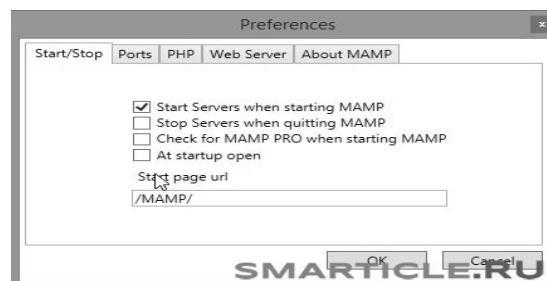 Preferences
x
Start/Stop Ports PHP Web Server About MAMP
Start Servers when starting MAMP
Stop Servers when quitting MAMP
Check for MAMP PRO when starting MAMP
At startup open
Start page url
/MAMP/
OK Cancel
SMARTICLE.RU